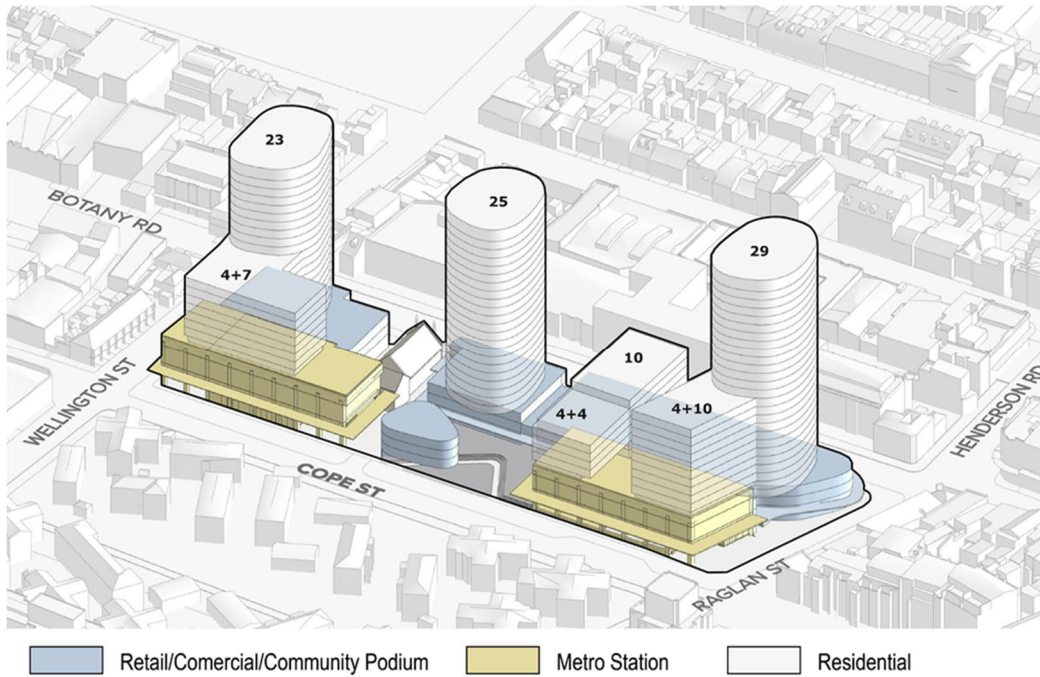 23
25
29
BOTANY RD
4+7
10
4+4
4+10
WELLINGTON ST
HENDERSON RD
COPE ST
RAGLAN ST
Retail/Comercial/Community Podium
Metro Station
Residential